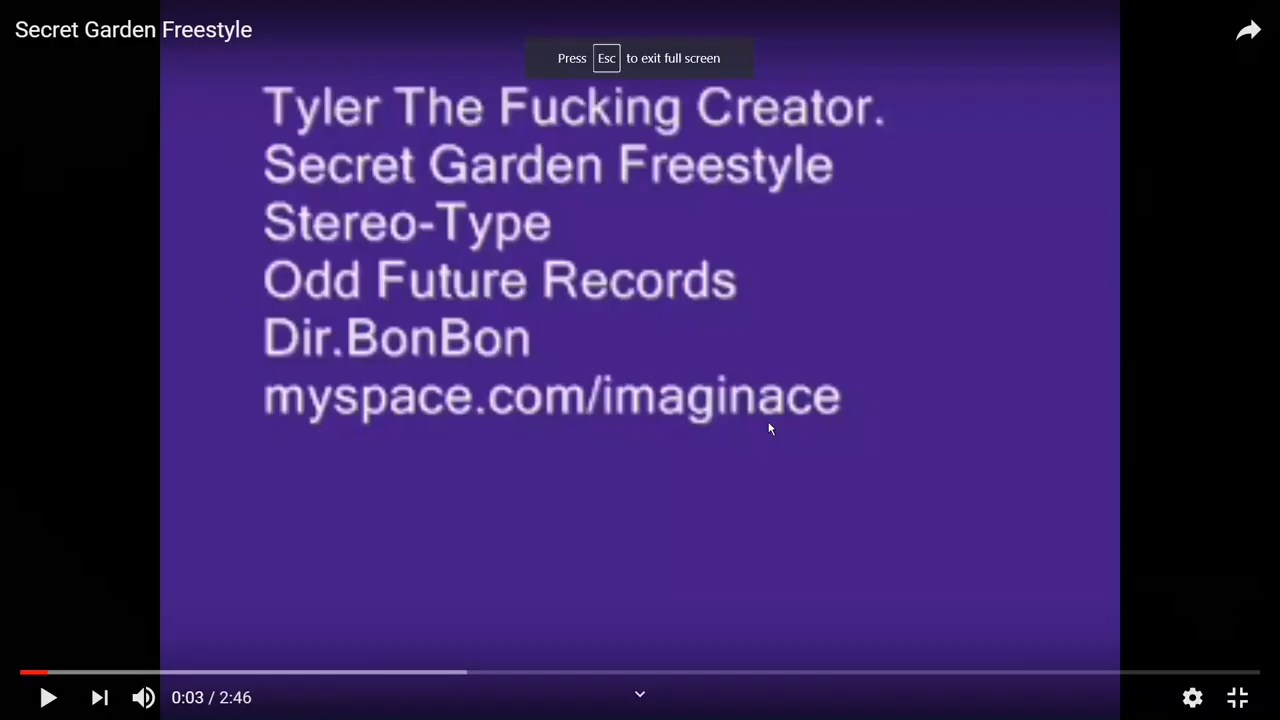 Secret Garden Freestyle
Press Esc to exit full screen
Tyler The Fucking Creator.
Secret Garden Freestyle
Stereo-Type
Odd Future Records
Dir.BonBon
myspace.com/imaginace
0:03 / 2:46